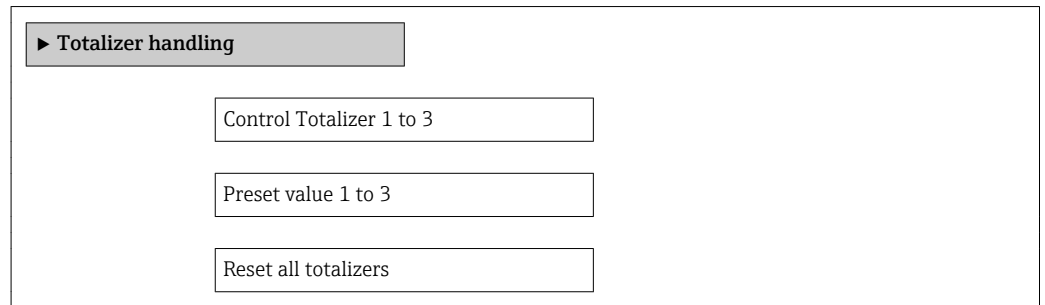 ▶ Totalizer handling
Control Totalizer 1 to 3
Preset value 1 to 3
Reset all totalizers